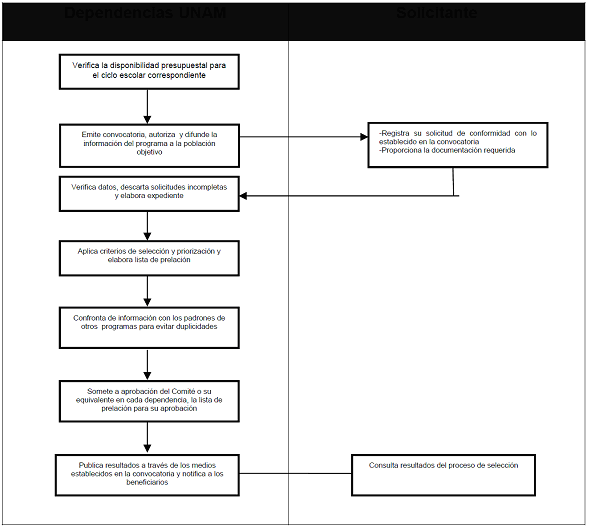 Dependencias UNAM
Solicitante
Verifica la disponibilidad presupuestal para
el ciclo escolar correspondiente
Emite convocatoria, autoriza y difunde la
información del programa a la población
objetivo
-Registra su solicitud de conformidad con lo
establecido en la convocatoria
-Proporciona la documentación requerida
Verifica datos, descarta solicitudes incompletas
y elabora expediente
Aplica criterios de selección y priorización y
elabora lista de prelación
Confronta de información con los padrones de
otros programas para evitar duplicidades
Somete a aprobación del Comité o su
equivalente en cada dependencia, la lista de
prelación para su aprobación
Publica resultados a través de los medios
establecidos en la convocatoria y notifica a los
beneficiarios
Consulta resultados del proceso de selección